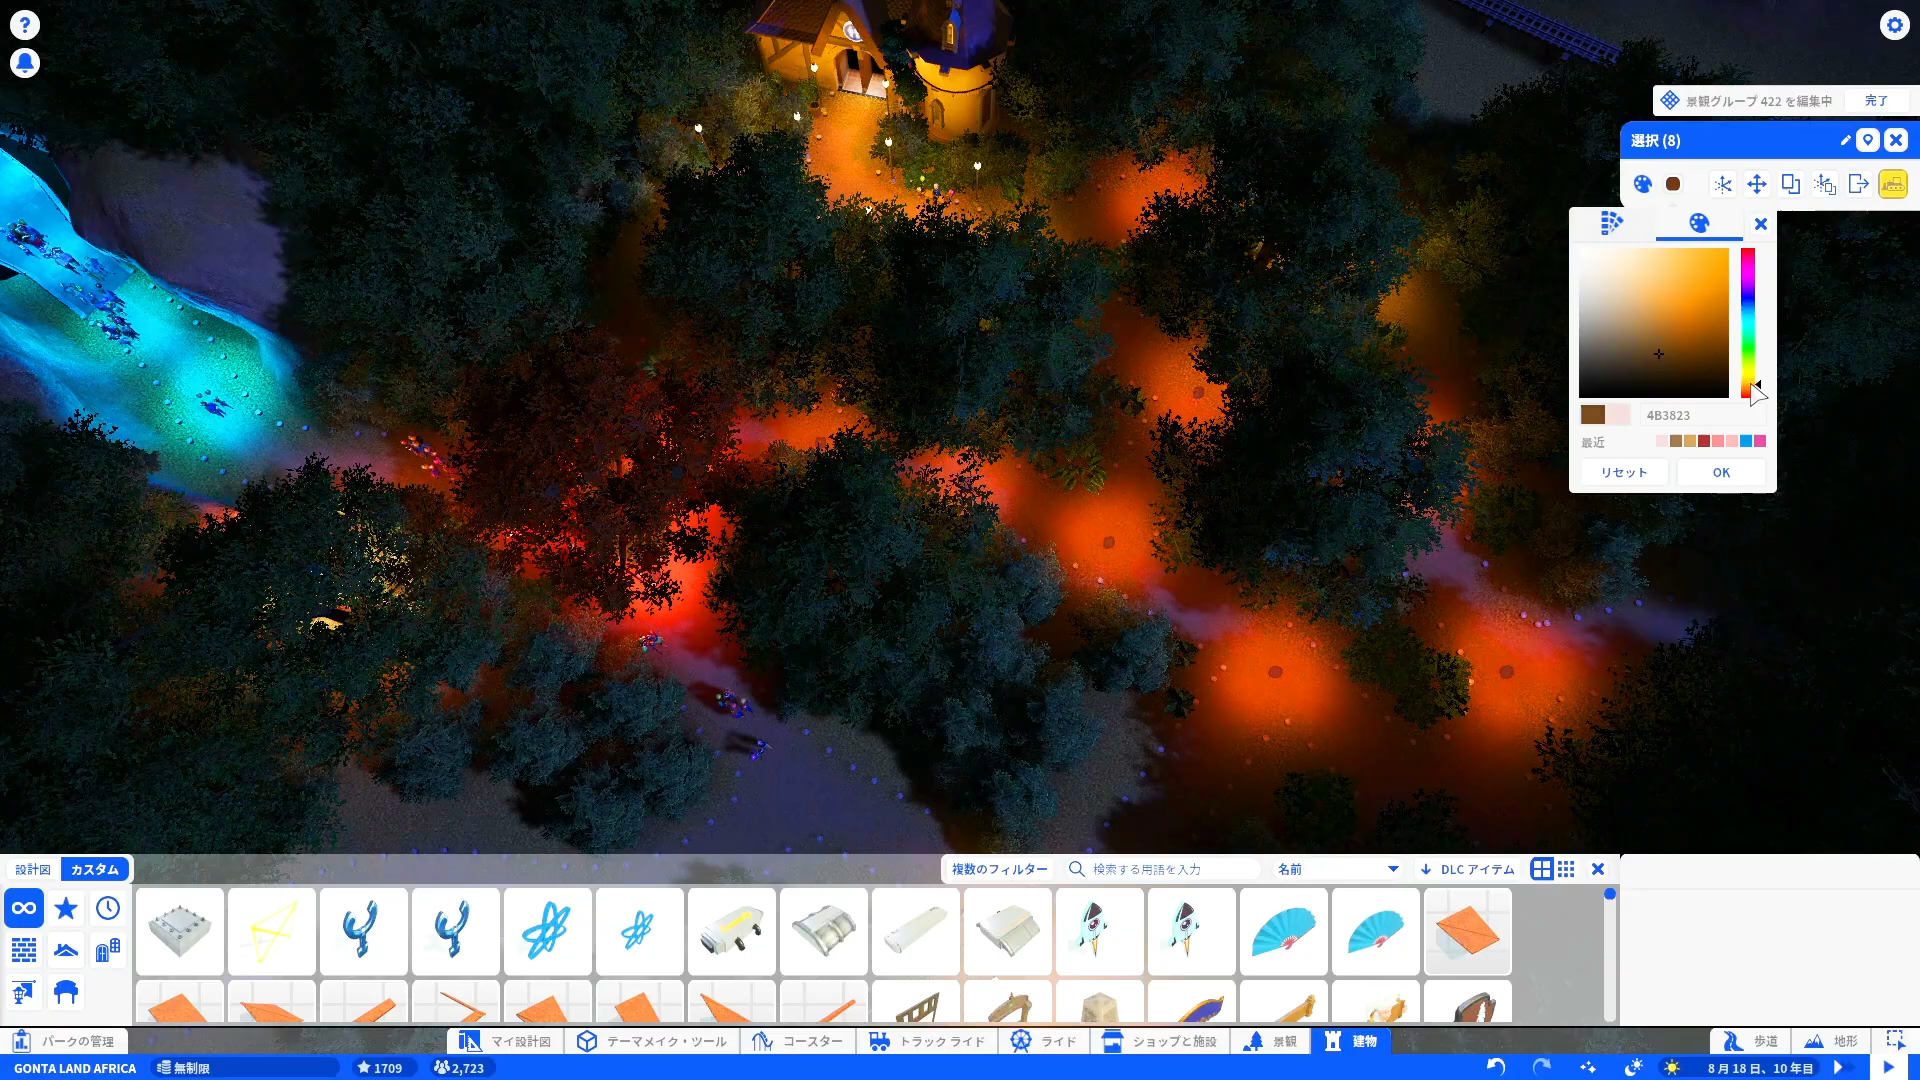 ?
景観グループ 422 を編集中
完了
選択 (8)
4B3823
最近
リセット
OK
設計図
カスタム
複数のフィルター
検索する用語を入力
名前
DLC アイテム
パークの管理
マイ設計図
テーマメイク・ツール
コースター
トラック ライド
ライド
ショップと施設
景観
建物
歩道
地形
GONTA LAND AFRICA
無制限
1709
2,723
8 月 18 日、10 年目